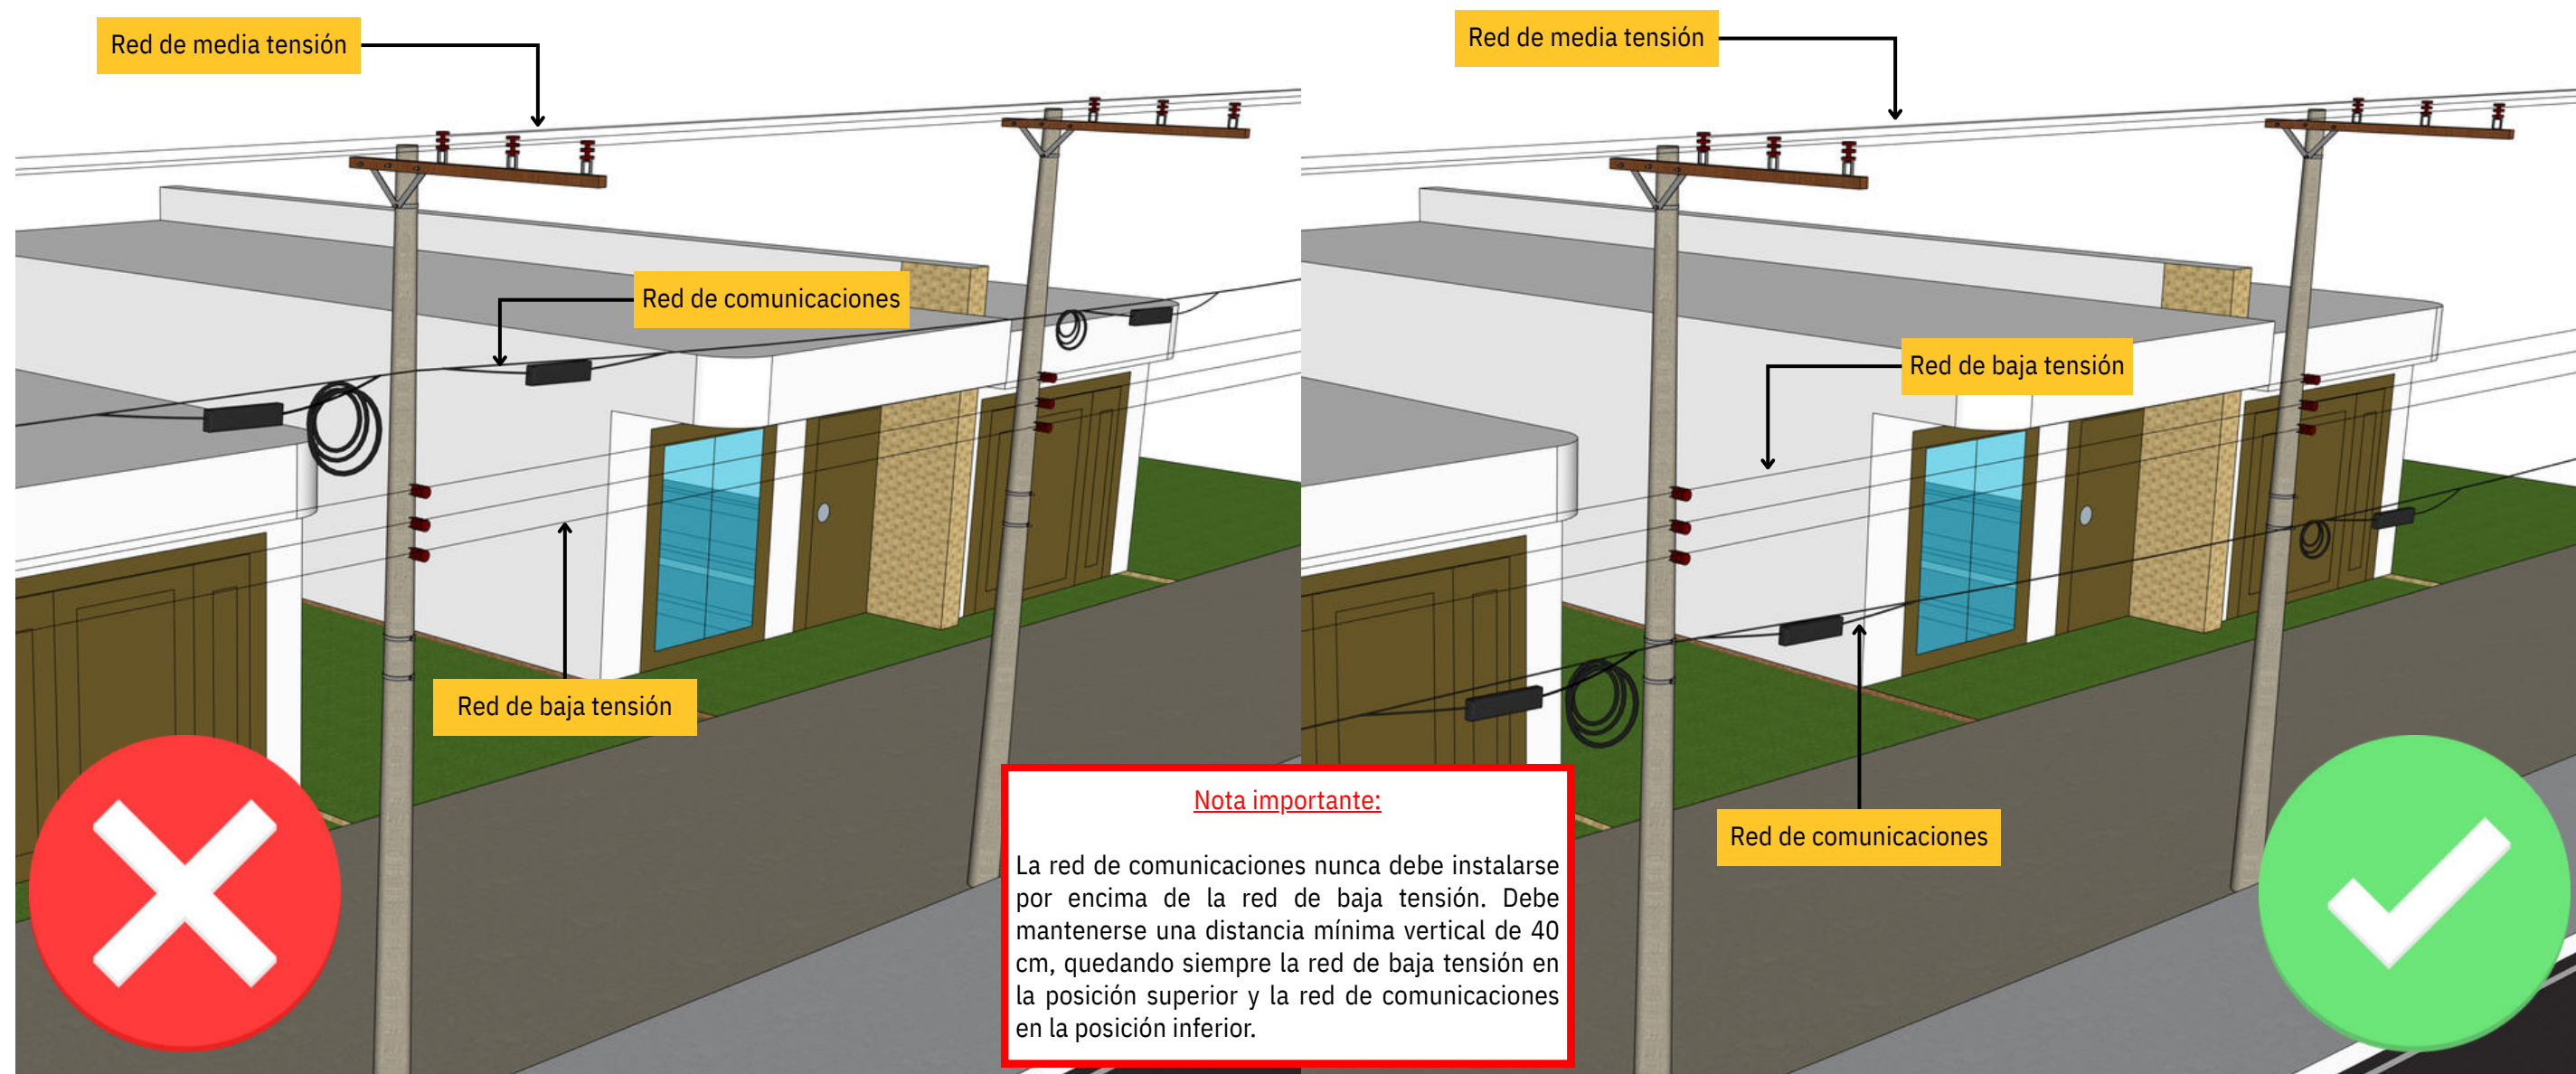 Red de media tensión
Red de comunicaciones
Red de baja tensión
Red de media tensión
Red de baja tensión
Red de comunicaciones
Nota importante:
La red de comunicaciones nunca debe instalarse
por encima de la red de baja tensión. Debe
mantenerse una distancia mínima vertical de 40
cm, quedando siempre la red de baja tensión en
la posición superior y la red de comunicaciones
en la posición inferior.